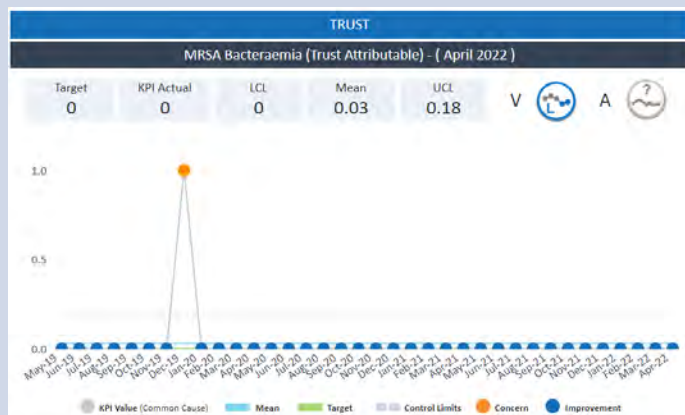 TRUST
MRSA Bacteraemia (Trust Attributable) - ( April 2022 )
Target KPI Actual LCL Mean UCL
0 0 0 0.03 0.18 V L A ?
1.0
0.5
0.0
May-19 Jun-19 Jul-19 Aug-19 Sep-19 Oct-19 Nov-19 Dec-19 Jan-20 Feb-20 Mar-20 Apr-20 May-20 Jun-20 Jul-20 Aug-20 Sep-20 Oct-20 Nov-20 Dec-20 Jan-21 Feb-21 Mar-21 Apr-21 May-21 Jun-21 Jul-21 Aug-21 Sep-21 Oct-21 Nov-21 Dec-21 Jan-22 Feb-22 Mar-22 Apr-22
KPI Value (Common Cause) Mean Target Control Limits Concern Improvement